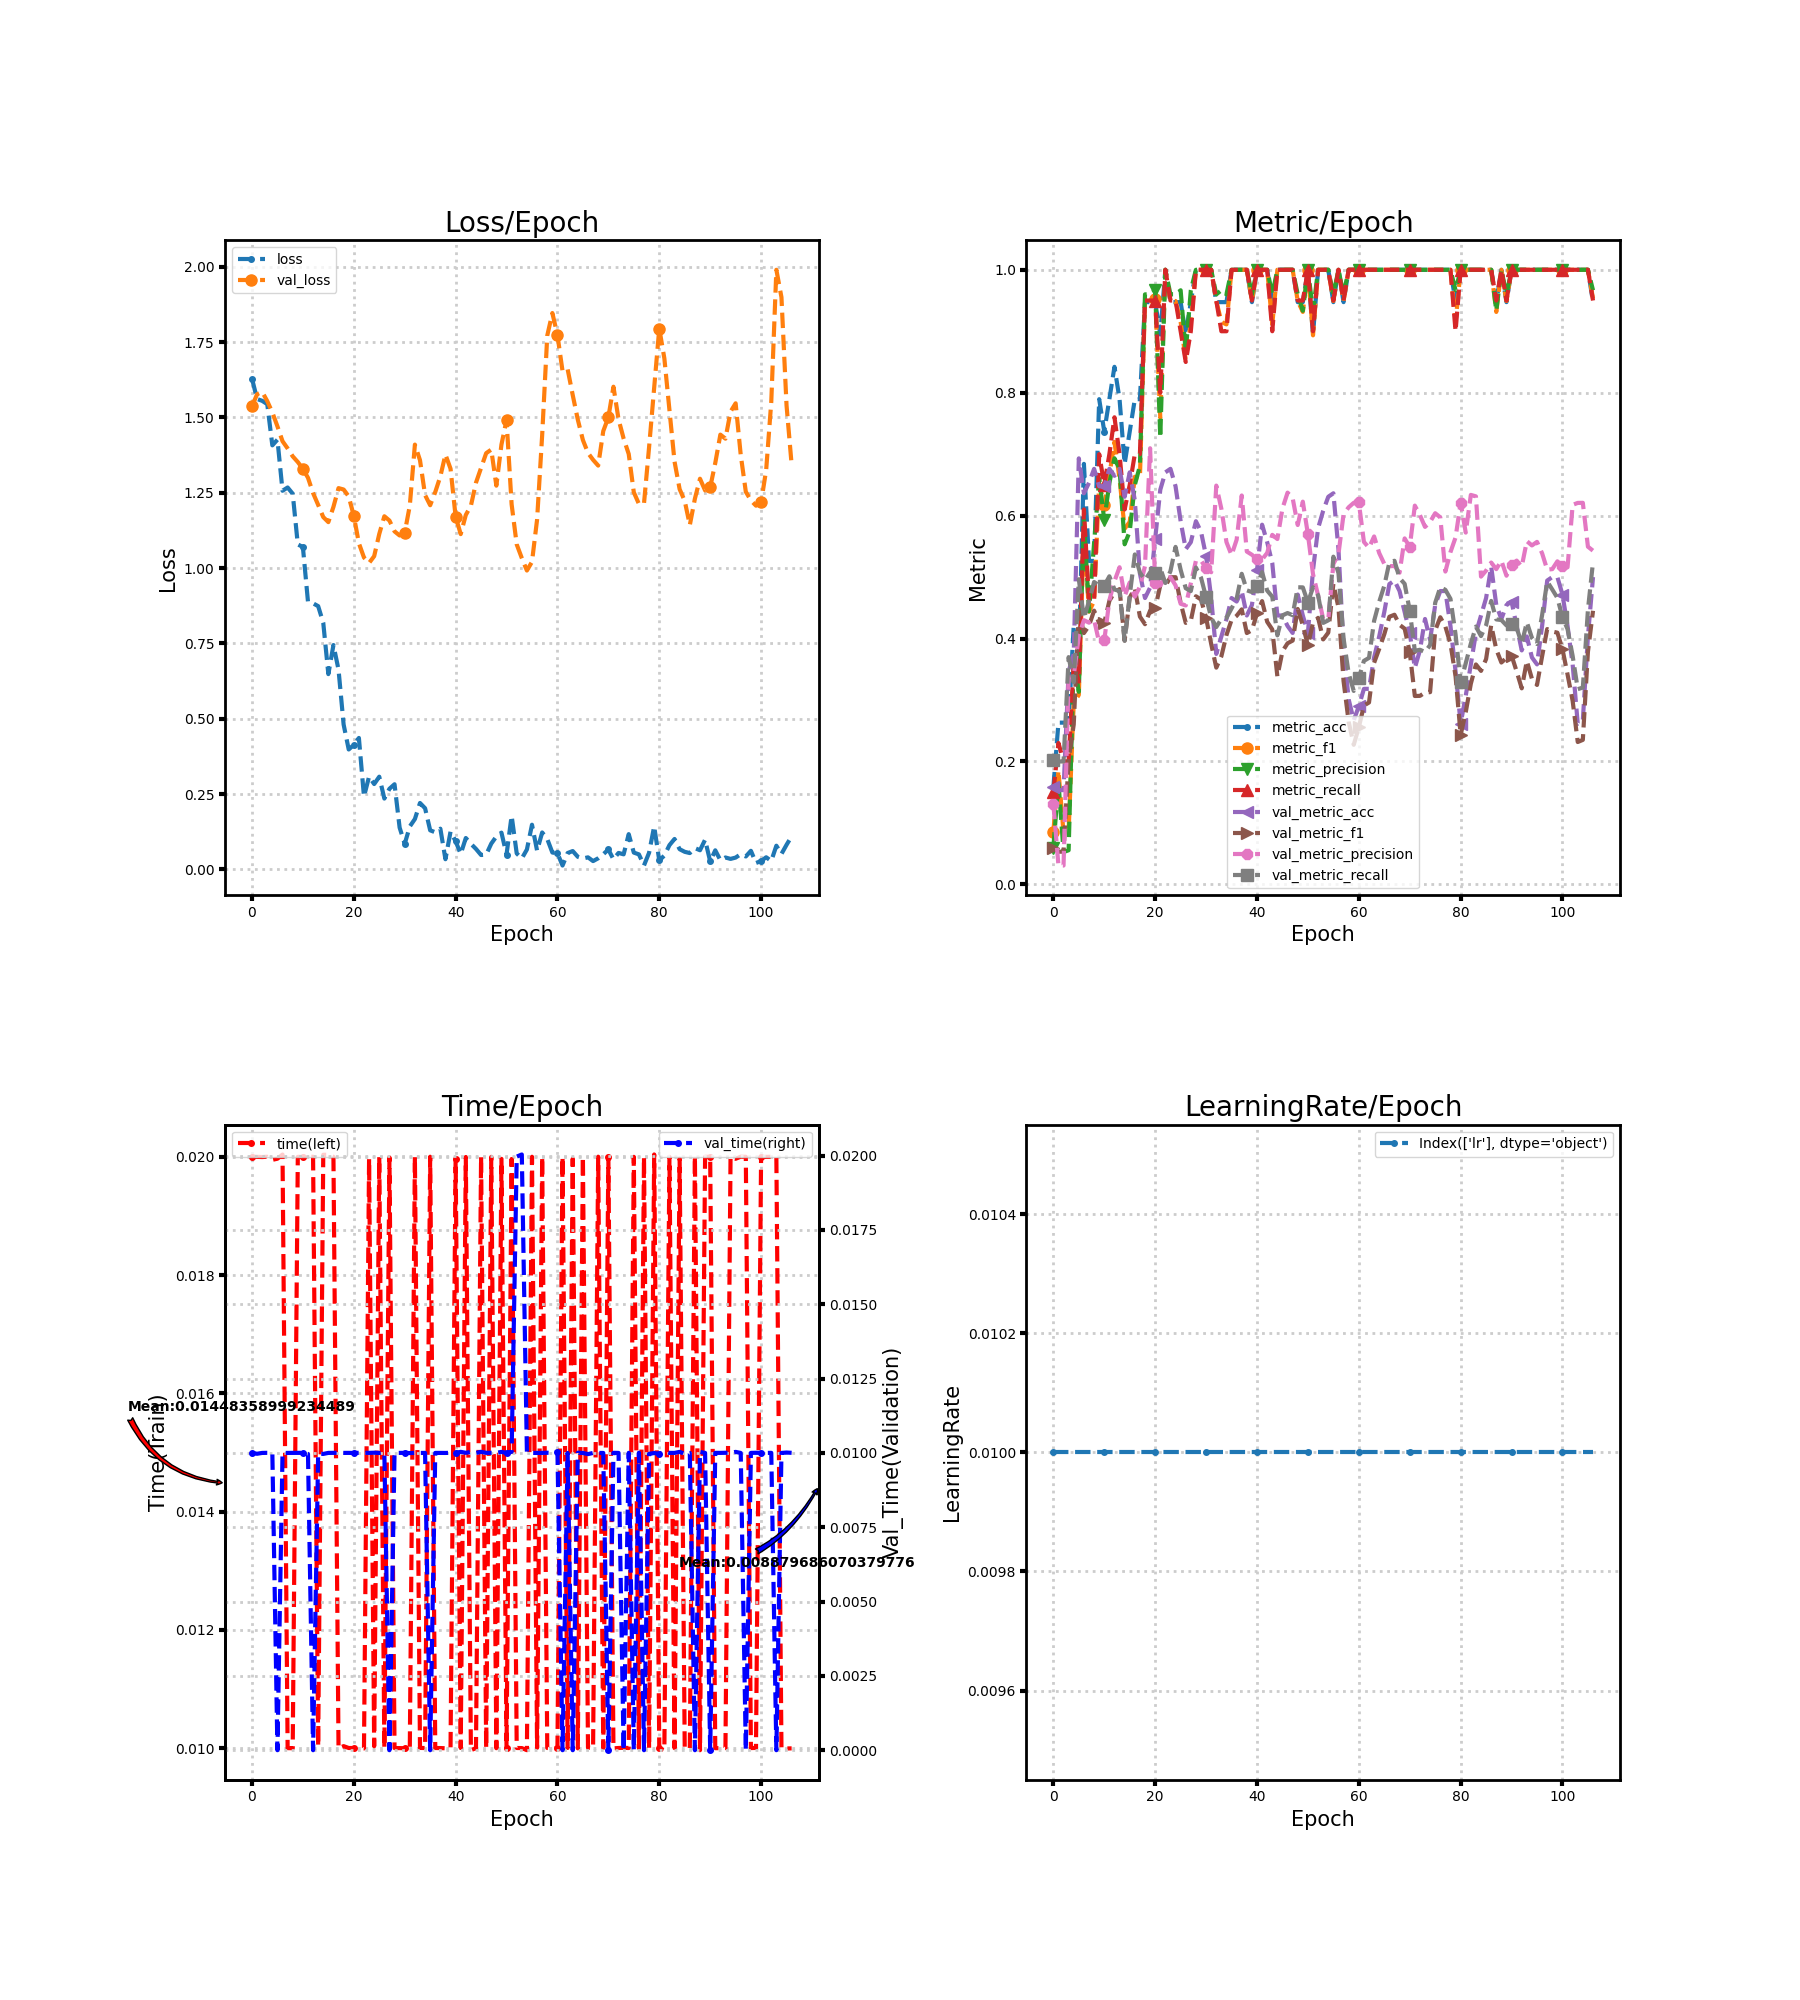 Loss/Epoch
loss
val_loss
2.00
1.75
1.50
1.25
1.00
0.75
0.50
0.25
0.00
Loss
0
20
40
60
80
100
Epoch
Metric/Epoch
1.0
0.8
0.6
0.4
0.2
0.0
Metric
metric_acc
metric_f1
metric_precision
metric_recall
val_metric_acc
val_metric_f1
val_metric_precision
val_metric_recall
0
20
40
60
80
100
Epoch
Time/Epoch
time(left)
val_time(right)
0.020
0.018
0.016
0.014
0.012
0.010
Time(Train)
Mean:0.01448358999234489
0.0200
0.0175
0.0150
0.0125
0.0100
0.0075
0.0050
0.0025
0.0000
Val_Time(Validation)
0
20
40
60
80
100
Epoch
LearningRate/Epoch
Index(['lr'], dtype='object')
0.0104
0.0102
0.0100
0.0098
0.0096
LearningRate
0
20
40
60
80
100
Epoch